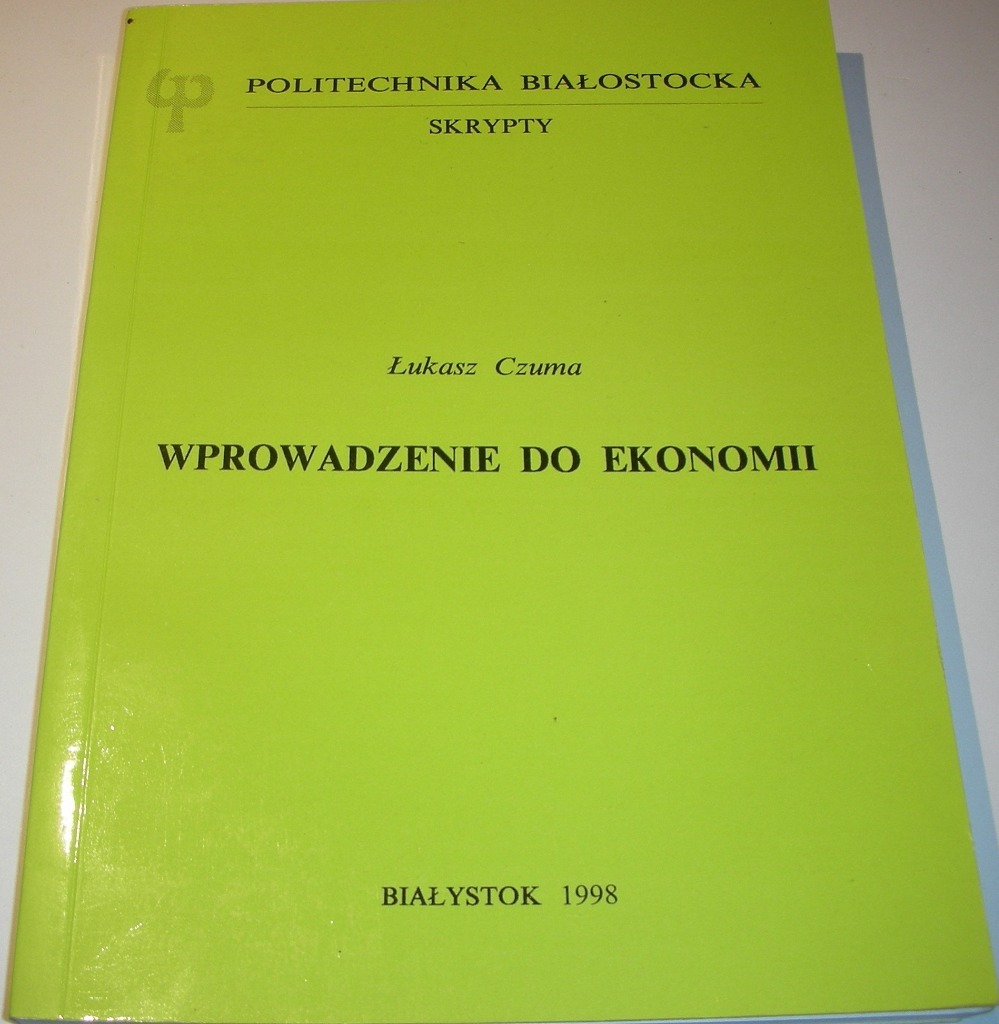 POLITECHNIKA BIAŁOSTOCKA
SKRYPTY
Łukasz Czuma
WPROWADZENIE DO EKONOMII
BIAŁYSTOK 1998